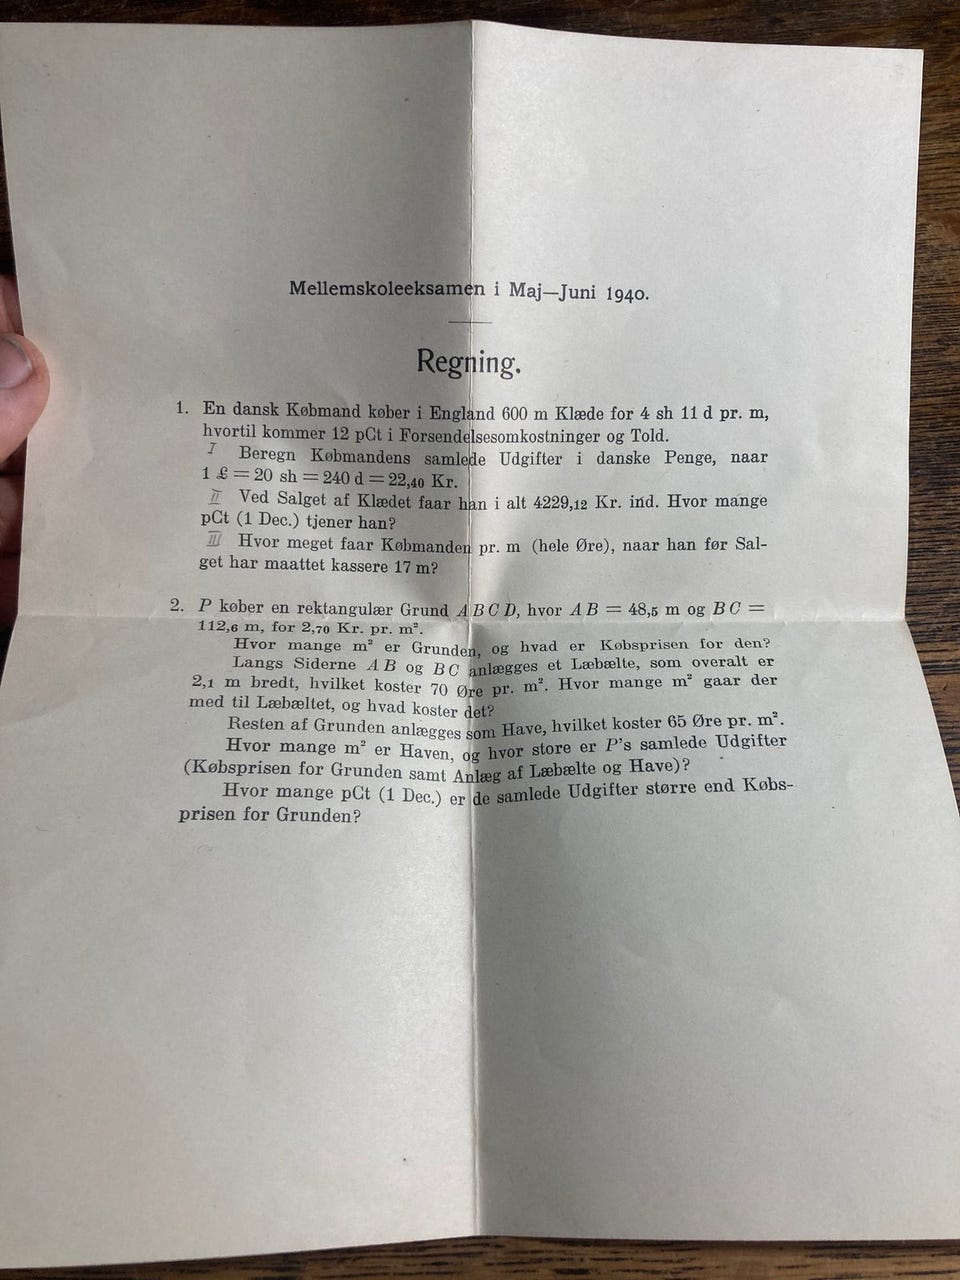 Mellemskoleeksamen i Maj—Juni 1940.
Regning.
1. En dansk Købmand køber i England 600 m Klæde for 4 sh 11 d pr. m,
hvortil kommer 12 pCt i Forsendelsesomkostninger og Told.
I Beregn Købmandens samlede Udgifter i danske Penge, naar
1 £ = 20 sh = 240 d = 22,40 Kr.
II Ved Salget af Klædet faar han i alt 4229,12 Kr. ind. Hvor mange
pCt (1 Dec.) tjener han?
III Hvor meget faar Købmanden pr. m (hele Øre), naar han før Sal-
get har maattet kassere 17 m?
2. P køber en rektangulær Grund A B C D, hvor A B = 48,5 m og B C =
112,6 m, for 2,70 Kr. pr. m².
Hvor mange m² er Grunden, og hvad er Købsprisen for den?
Langs Siderne A B og B C anlægges et Læbælte, som overalt er
2,1 m bredt, hvilket koster 70 Øre pr. m². Hvor mange m² gaar der
med til Læbæltet, og hvad koster det?
Resten af Grunden anlægges som Have, hvilket koster 65 Øre pr. m².
Hvor mange m² er Haven, og hvor store er P's samlede Udgifter
(Købsprisen for Grunden samt Anlæg af Læbælte og Have)?
Hvor mange pCt (1 Dec.) er de samlede Udgifter større end Købs-
prisen for Grunden?